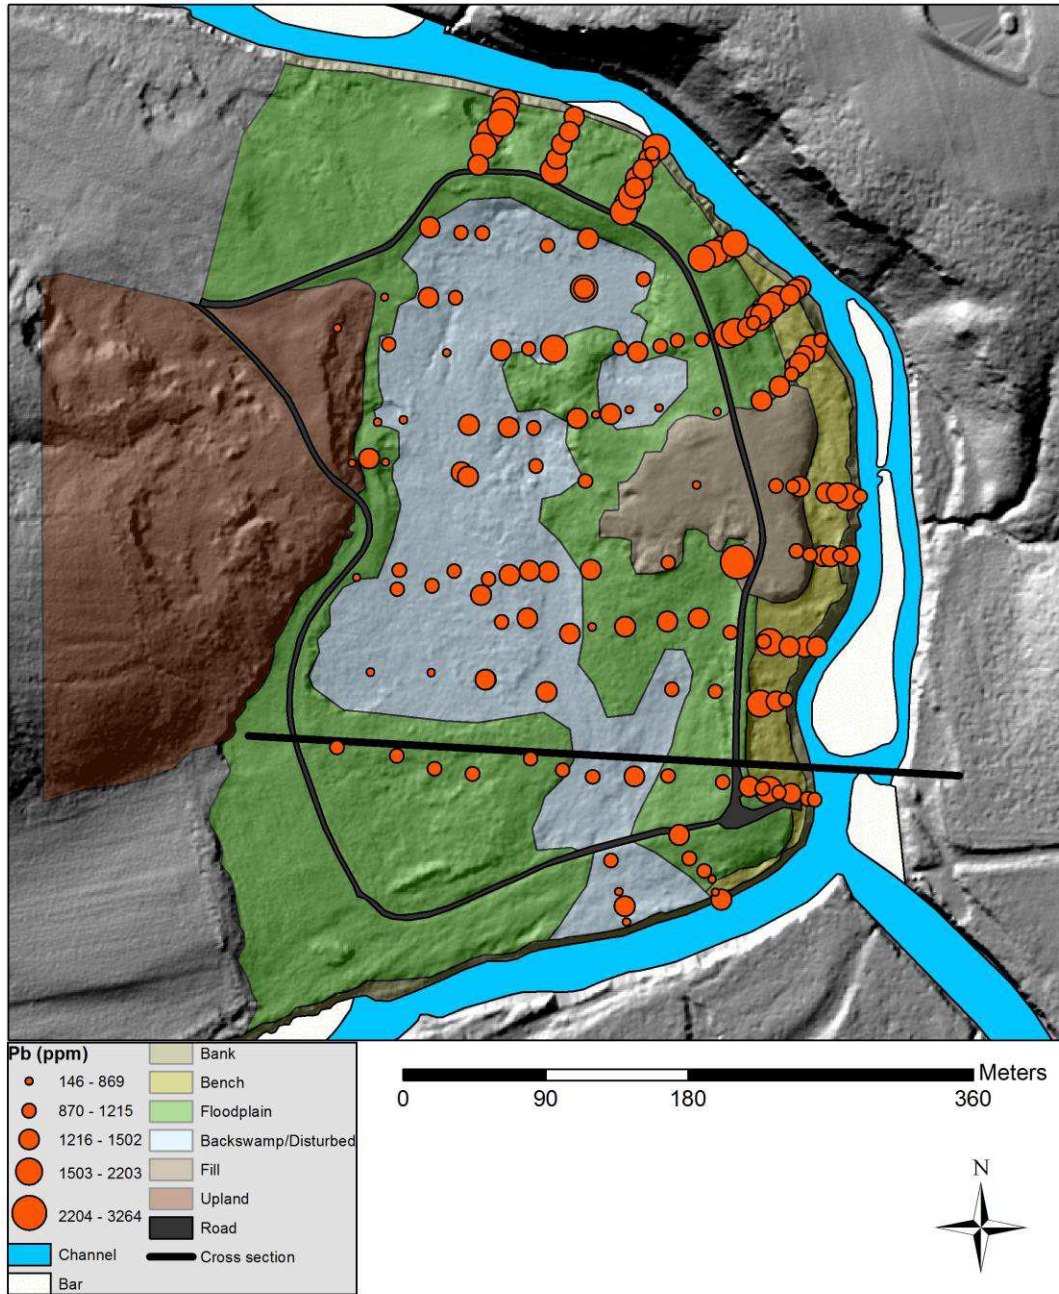 Pb (ppm)
146 - 869
870 - 1215
1216 - 1502
1503 - 2203
2204 - 3264
Channel
Bar
Bank
Bench
Floodplain
Backswamp/Disturbed
Fill
Upland
Road
Cross section
Meters
0 90 180 360
N